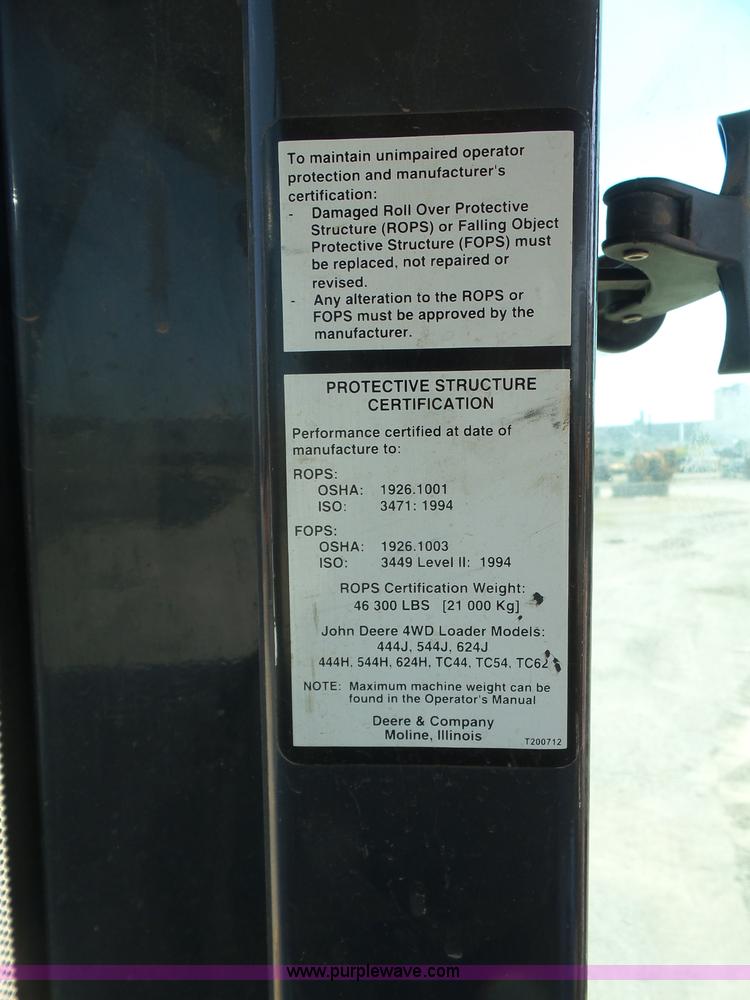 To maintain unimpaired operator
protection and manufacturer's
certification:
- Damaged Roll Over Protective
Structure (ROPS) or Falling Object
Protective Structure (FOPS) must
be replaced, not repaired or
revised.
- Any alteration to the ROPS or
FOPS must be approved by the
manufacturer.
PROTECTIVE STRUCTURE
CERTIFICATION
Performance certified at date of
manufacture to:
ROPS:
OSHA: 1926.1001
ISO: 3471: 1994
FOPS:
OSHA: 1926.1003
ISO: 3449 Level II: 1994
ROPS Certification Weight:
46 300 LBS [21 000 Kg]
John Deere 4WD Loader Models:
444J, 544J, 624J
444H, 544H, 624H, TC44, TC54, TC62
NOTE: Maximum machine weight can be
found in the Operator's Manual
Deere & Company
Moline, Illinois
T200712
www.purplewave.com